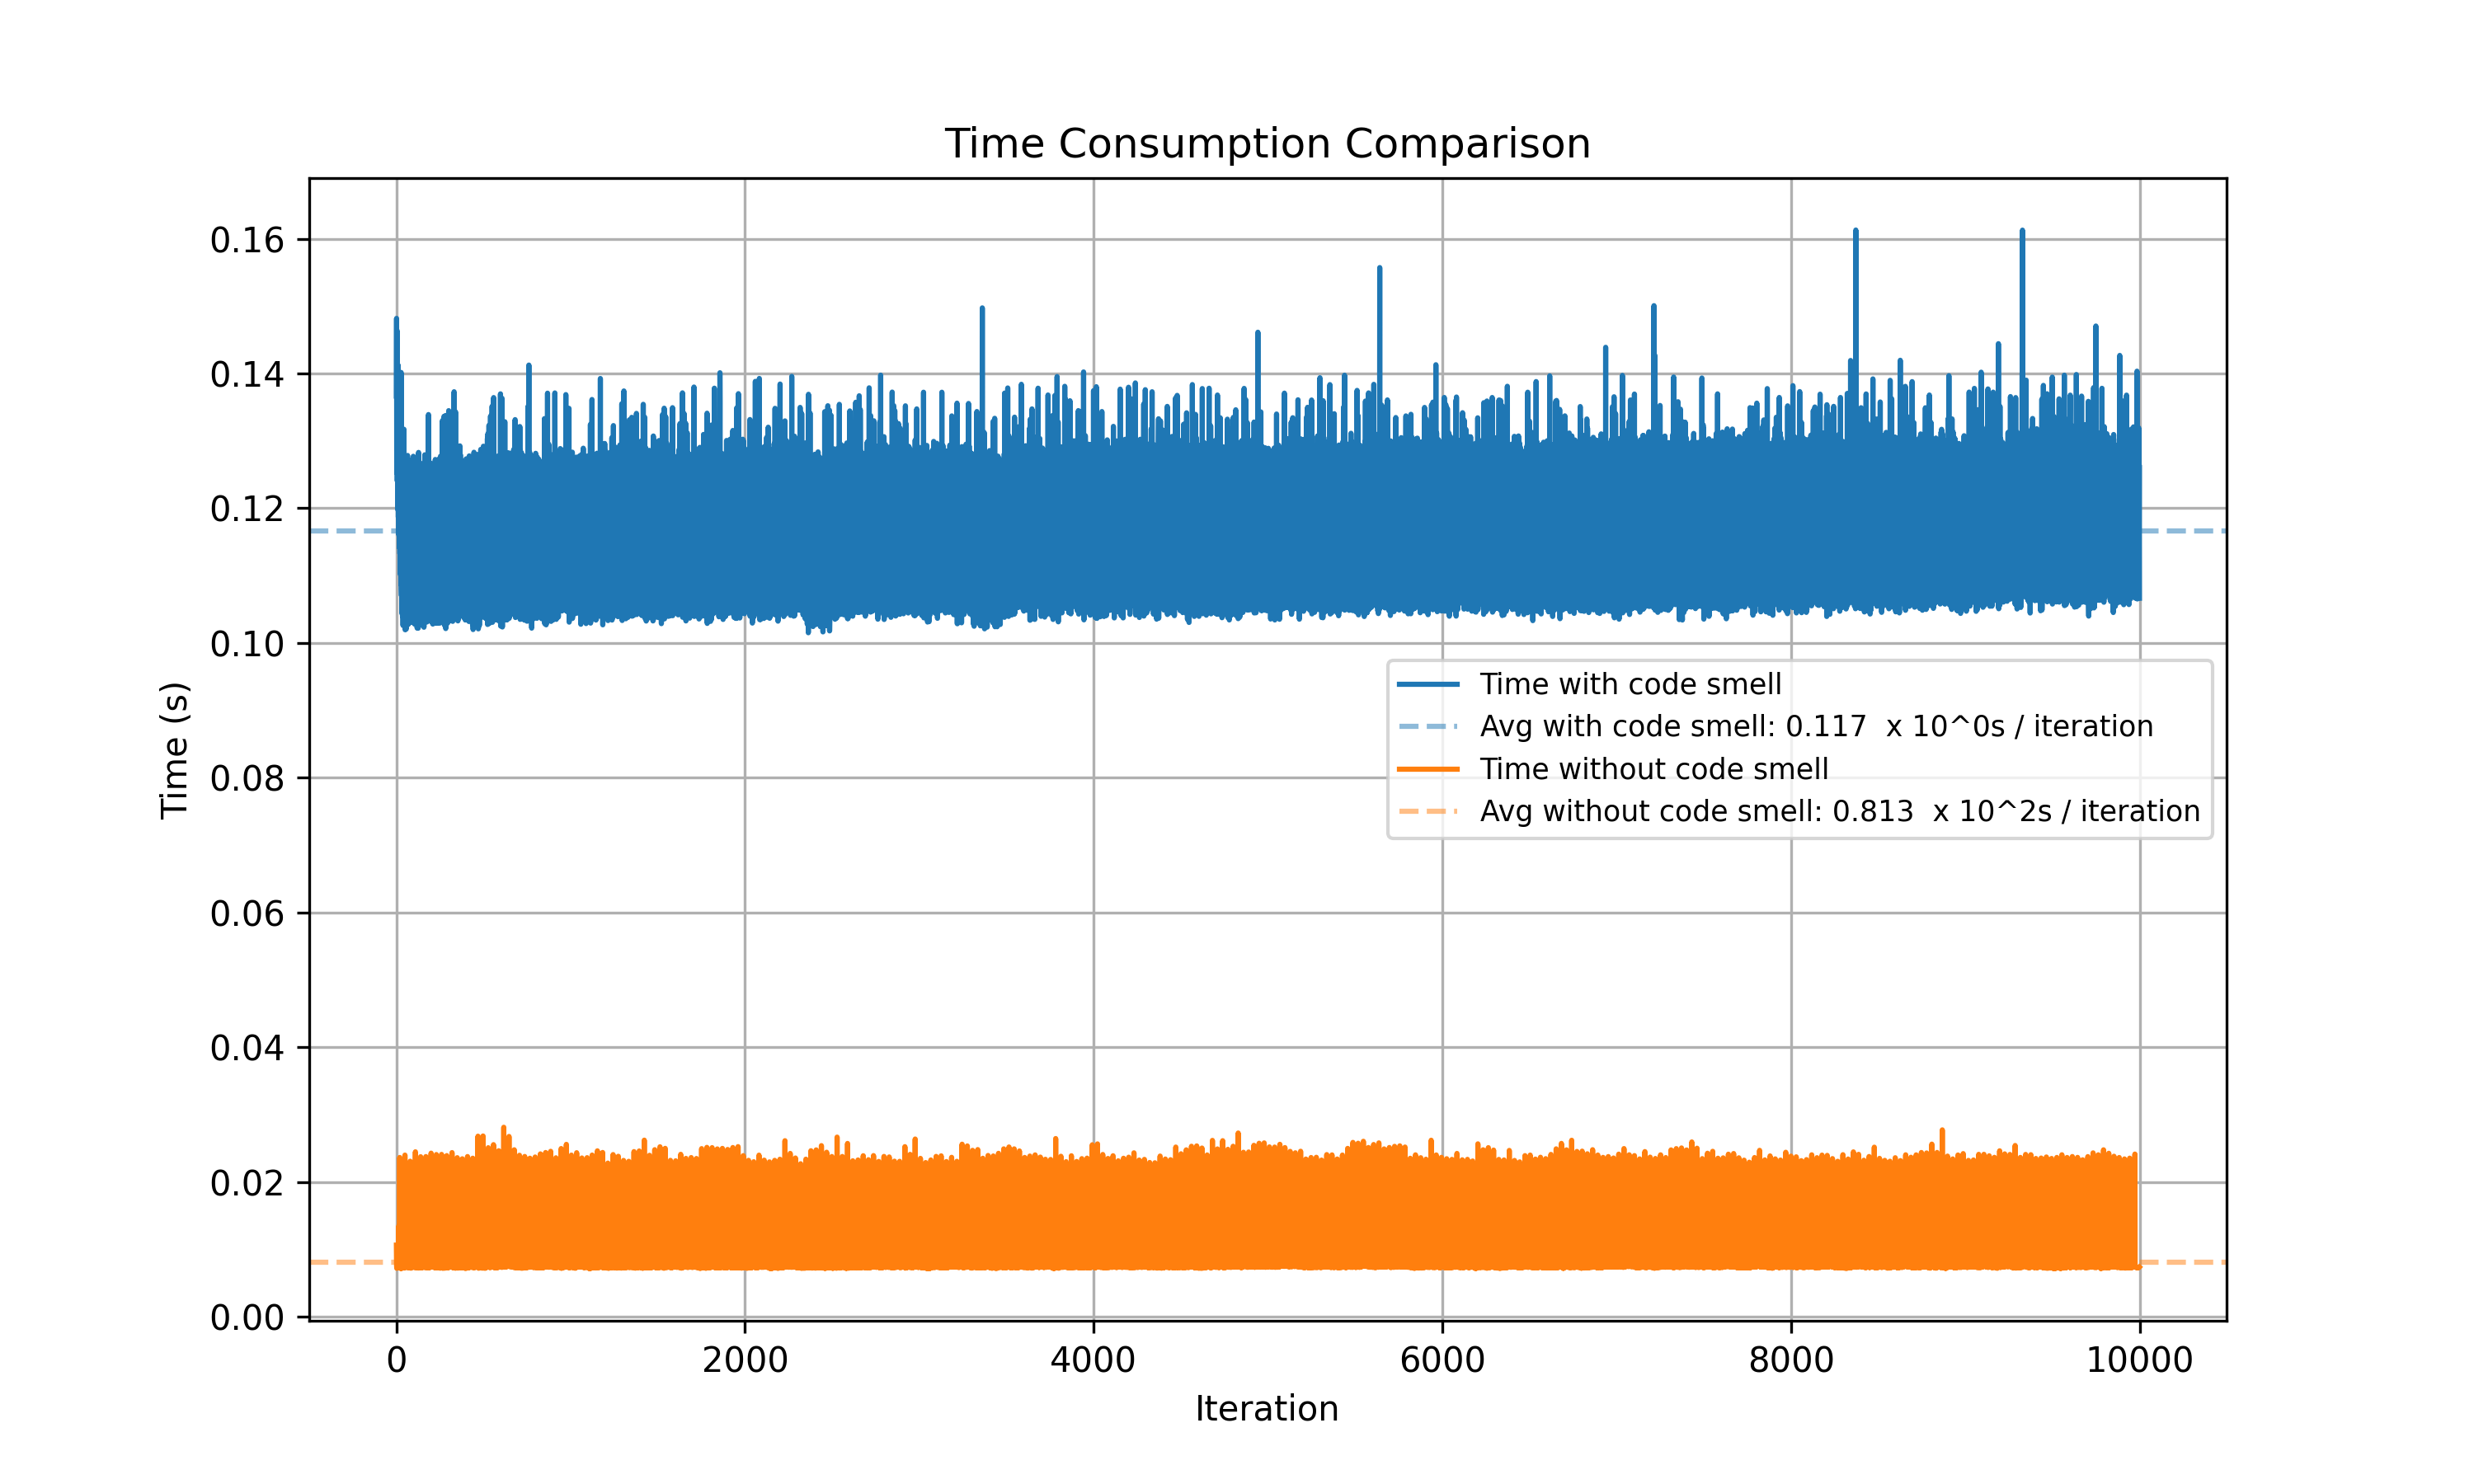 Time Consumption Comparison
0.16
0.14
0.12
0.10
0.08
0.06
0.04
0.02
0.00
Time (s)
Time with code smell
Avg with code smell: 0.117  x 10^0s / iteration
Time without code smell
Avg without code smell: 0.813  x 10^2s / iteration
0 2000 4000 6000 8000 10000
Iteration